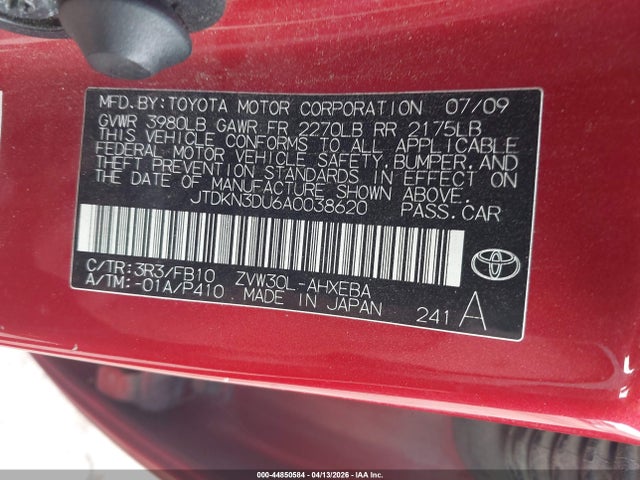 MFD.BY:TOYOTA MOTOR CORPORATION 07/09
GVWR 3980LB GAWR FR 2270LB RR 2175LB
THIS VEHICLE CONFORMS TO ALL APPLICABLE
FEDERAL MOTOR VEHICLE SAFETY,BUMPER,AND
THEFT PREVENTION STANDARDS IN EFFECT ON
THE DATE OF MANUFACTURE SHOWN ABOVE.
JTDKN3DU6A0038620 PASS.CAR
C/TR:3R3/FB10 ZVW30L-AHXEBA
A/TM:-01A/P410 MADE IN JAPAN 241 A
TOYOTA
000-44850584 - 04/13/2026 - IAA Inc.